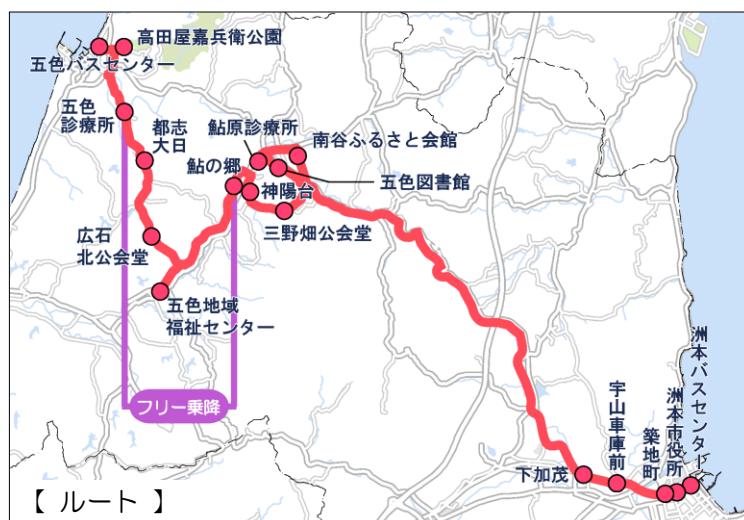 高田屋嘉兵衛公園
五色バスセンター
五色
診療所
都志
大日
鮎原診療所
南谷ふるさと会館
鮎の郷
五色図書館
神陽台
三野畑公会堂
広石
北公会堂
五色地域
福祉センター
フリー乗降
洲本バスセンター
洲本市役所
築地町
宇山車庫前
下加茂
【 ルート 】